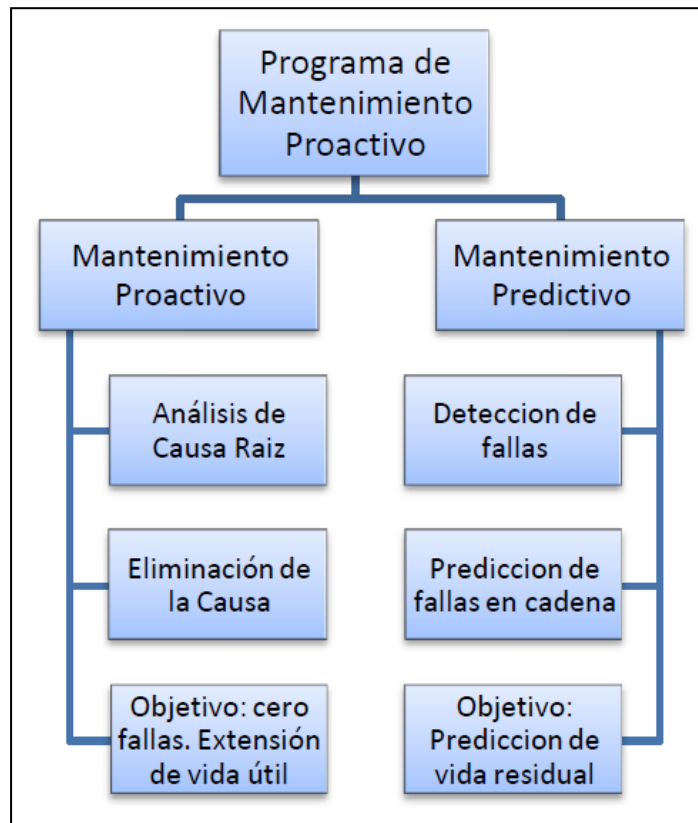 Programa de
Mantenimiento
Proactivo
Mantenimiento
Proactivo
Mantenimiento
Predictivo
Análisis de
Causa Raiz
Deteccion de
fallas
Eliminación de
la Causa
Prediccion de
fallas en cadena
Objetivo: cero
fallas. Extensión
de vida útil
Objetivo:
Prediccion de
vida residual